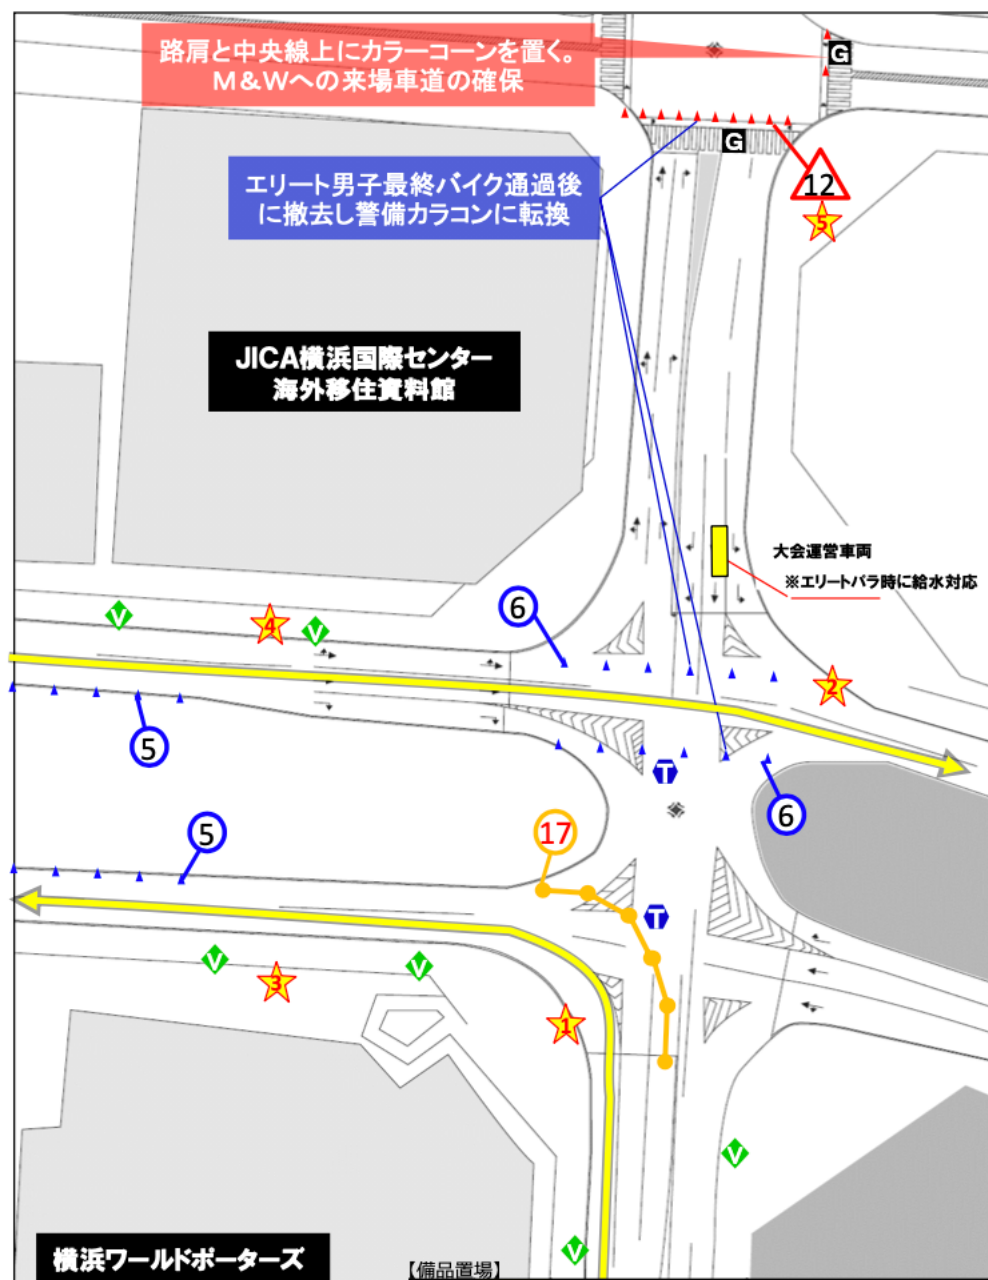 路肩と中央線上にカラーコーンを置く。
M&Wへの来場車道の確保
G
G
エリート男子最終バイク通過後
に撤去し警備カラコンに転換
12
5
JICA横浜国際センター
海外移住資料館
大会運営車両
※エリートパラ時に給水対応
6
V
4
V
2
5
T
6
5
17
T
V
3
V
1
V
V
横浜ワールドポーターズ
【備品置場】